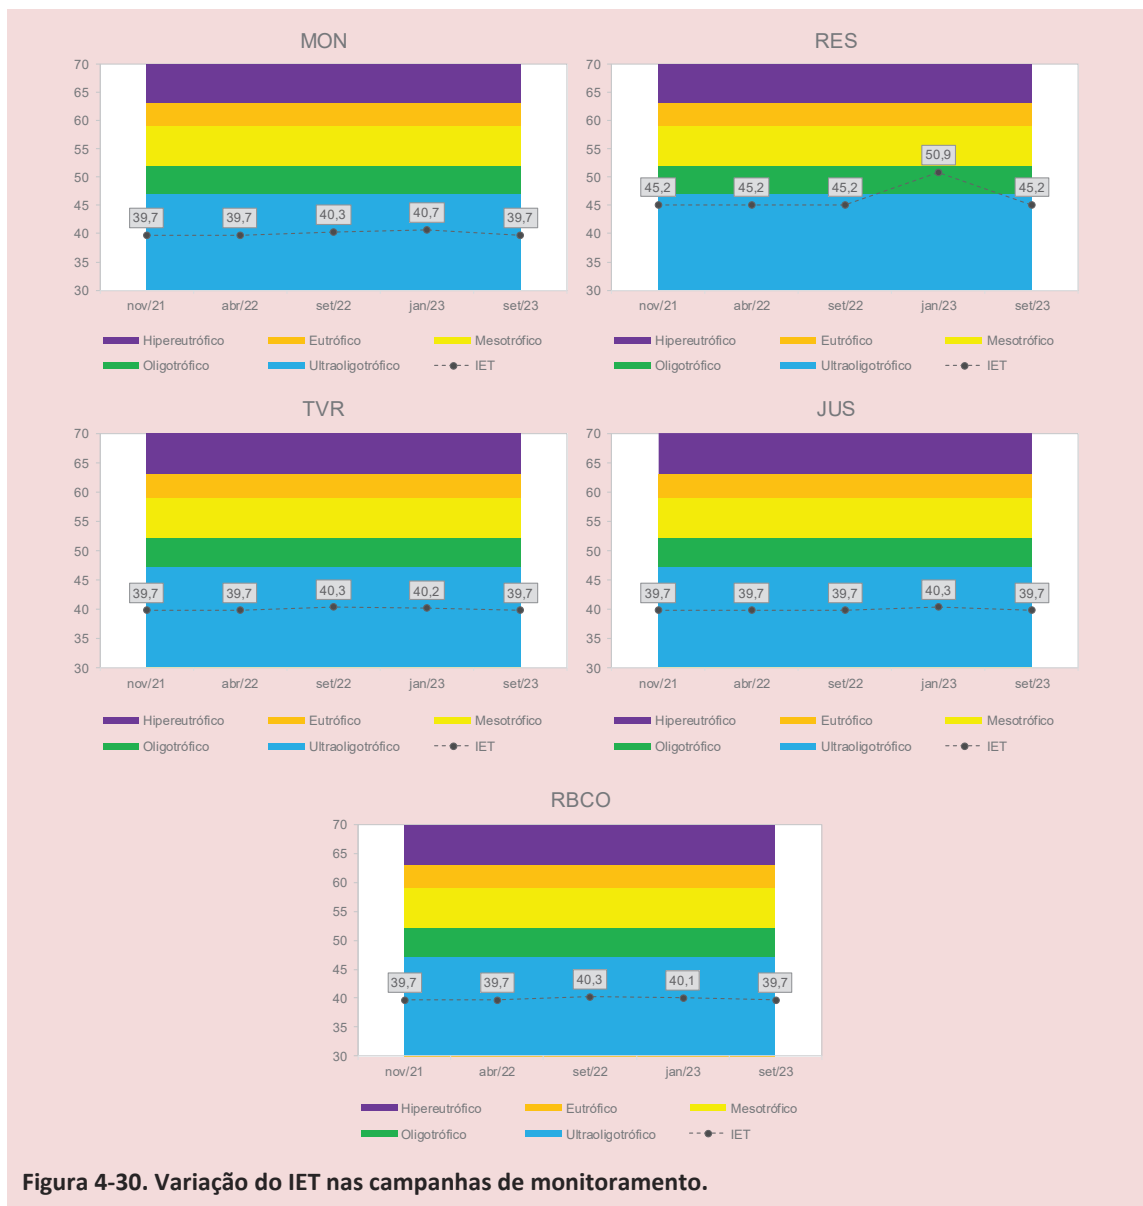 MON
70
65
60
55
50
45
40
35
30
39,7
39,7
40,3
40,7
39,7
nov/21
abr/22
set/22
jan/23
set/23
Hipereutrófico
Eutrófico
Mesotrófico
Oligotrófico
Ultraoligotrófico
IET
RES
70
65
60
55
50
45
40
35
30
45,2
45,2
45,2
50,9
45,2
nov/21
abr/22
set/22
jan/23
set/23
Hipereutrófico
Eutrófico
Mesotrófico
Oligotrófico
Ultraoligotrófico
IET
TVR
70
65
60
55
50
45
40
35
30
39,7
39,7
40,3
40,2
39,7
nov/21
abr/22
set/22
jan/23
set/23
Hipereutrófico
Eutrófico
Mesotrófico
Oligotrófico
Ultraoligotrófico
IET
JUS
70
65
60
55
50
45
40
35
30
39,7
39,7
39,7
40,3
39,7
nov/21
abr/22
set/22
jan/23
set/23
Hipereutrófico
Eutrófico
Mesotrófico
Oligotrófico
Ultraoligotrófico
IET
RBCO
70
65
60
55
50
45
40
35
30
39,7
39,7
40,3
40,1
39,7
nov/21
abr/22
set/22
jan/23
set/23
Hipereutrófico
Eutrófico
Mesotrófico
Oligotrófico
Ultraoligotrófico
IET
Figura 4-30. Variação do IET nas campanhas de monitoramento.